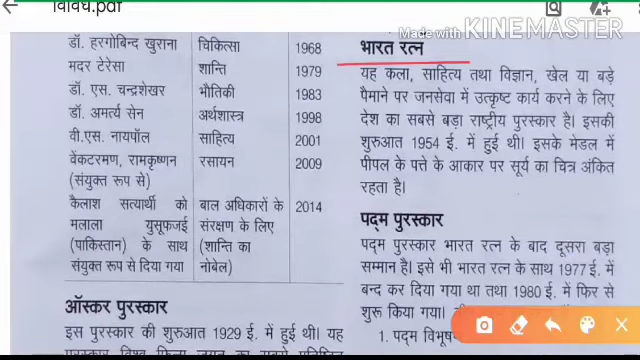 विविध.pdf
Made with KINEMASTER
डॉ. हरगोबिन्द खुराना चिकित्सा 1968
मदर टेरेसा शान्ति 1979
डॉ. एस. चन्द्रशेखर भौतिकी 1983
डॉ. अमर्त्य सेन अर्थशास्त्र 1998
वी.एस. नायपॉल साहित्य 2001
वेंकटरमण, रामकृष्णन रसायन 2009
(संयुक्त रूप से)
कैलाश सत्यार्थी को बाल अधिकारों के 2014
मलाला युसूफजई संरक्षण के लिए
(पाकिस्तान) के साथ (शान्ति का
संयुक्त रूप से दिया गया नोबेल)
ऑस्कर पुरस्कार
इस पुरस्कार की शुरुआत 1929 ई. में हुई थी। यह
भारत रत्न
यह कला, साहित्य तथा विज्ञान, खेल या बड़े
पैमाने पर जनसेवा में उत्कृष्ट कार्य करने के लिए
देश का सबसे बड़ा राष्ट्रीय पुरस्कार है। इसकी
शुरुआत 1954 ई. में हुई थी। इसके मेडल में
पीपल के पत्ते के आकार पर सूर्य का चित्र अंकित
रहता है।
पद्म पुरस्कार
पद्म पुरस्कार भारत रत्न के बाद दूसरा बड़ा
सम्मान है। इसे भी भारत रत्न के साथ 1977 ई. में
बन्द कर दिया गया था तथा 1980 ई. में फिर से
शुरू किया गया।
1. पद्म विभूष